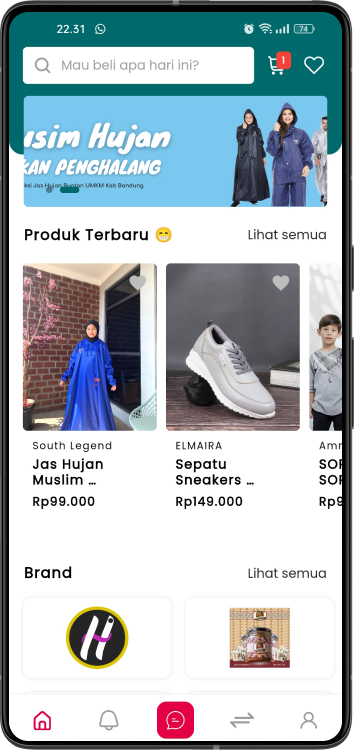 22.31
74
Mau beli apa hari ini?
1
usim Hujan
KAN PENGHALANG
ksi Jas Hujan Buatan UMKM Kab Bandung
Produk Terbaru 😁
Lihat semua
South Legend
Jas Hujan
Muslim ...
Rp99.000
ELMAIRA
Sepatu
Sneakers ...
Rp149.000
Amr
SOF
SOF
Rp9
Brand
Lihat semua
H